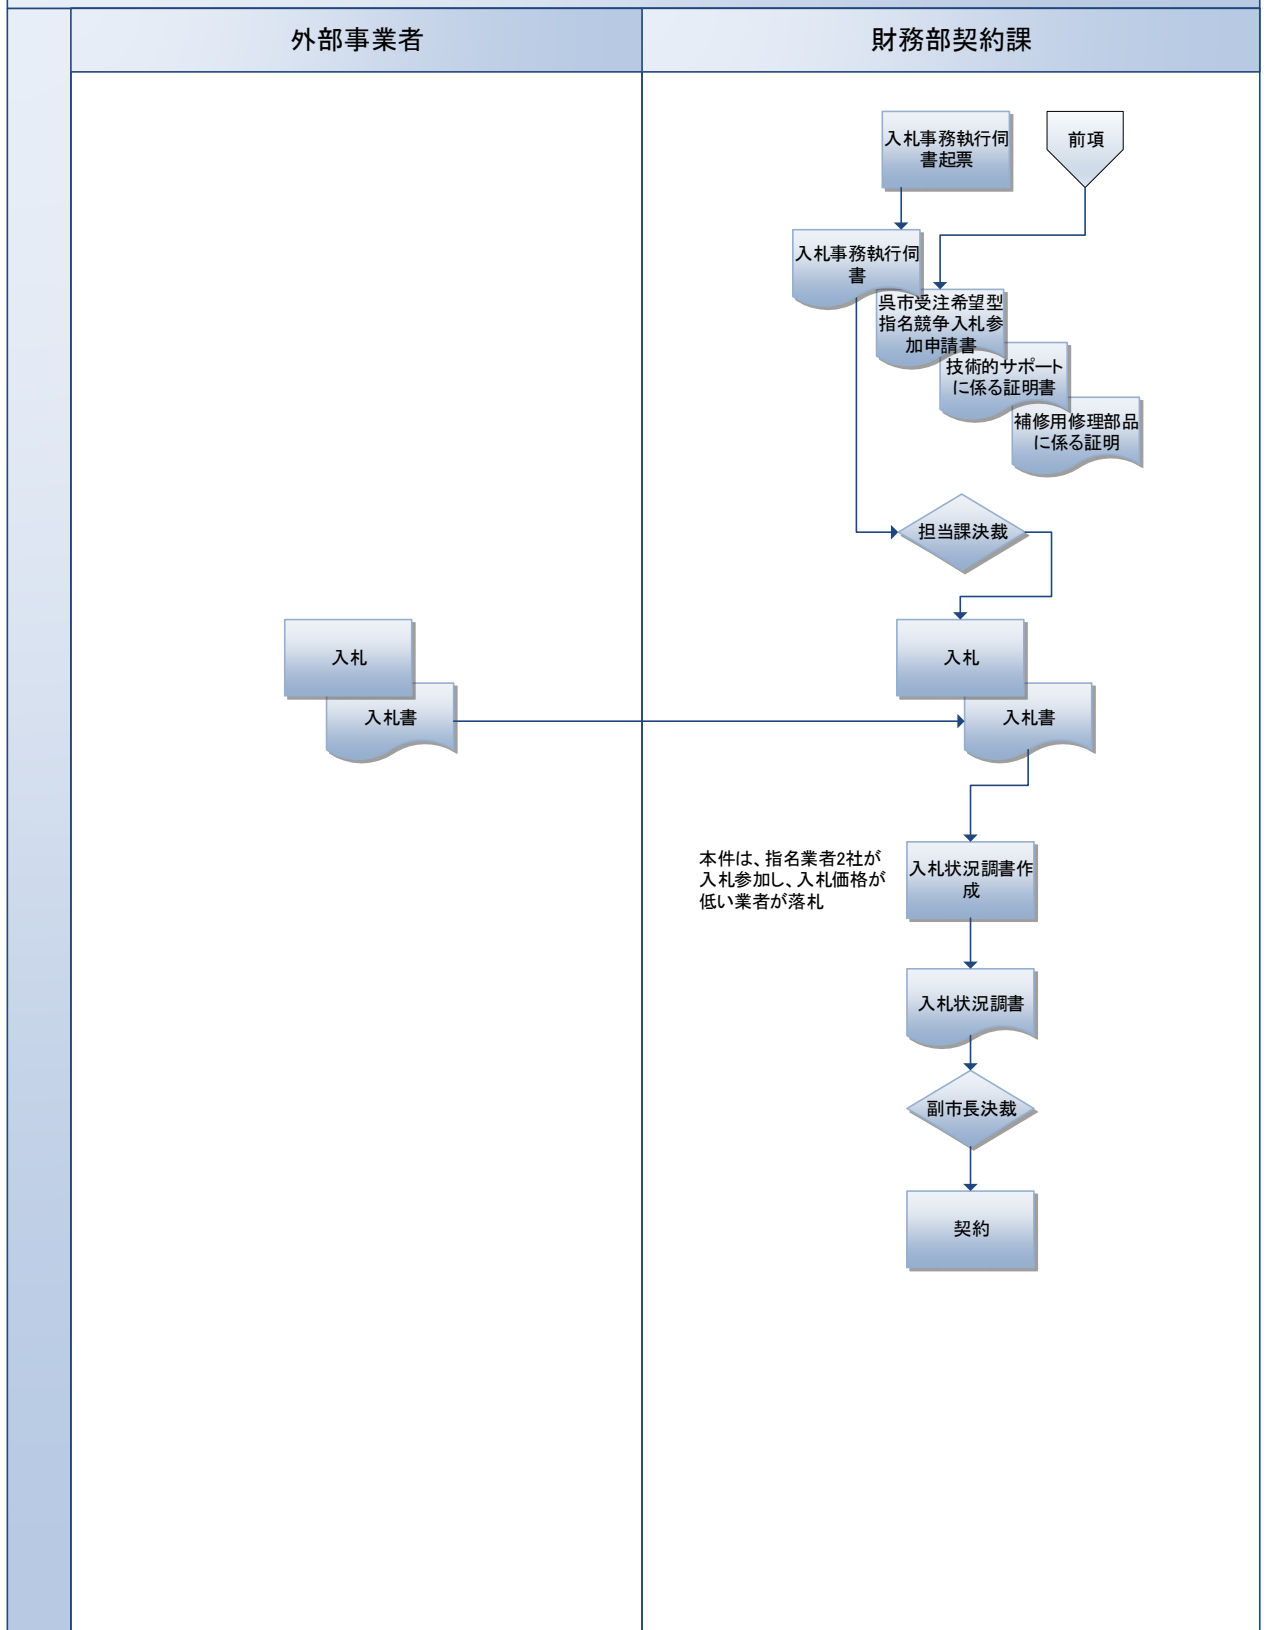 外部事業者
財務部契約課
入札事務執行伺
書起票
前項
入札事務執行伺
書
呉市受注希望型
指名競争入札参
加申請書
技術的サポート
に係る証明書
補修用修理部品
に係る証明
担当課決裁
入札
入札
入札書
入札書
本件は、指名業者2社が
入札参加し、入札価格が
低い業者が落札
入札状況調書作
成
入札状況調書
副市長決裁
契約